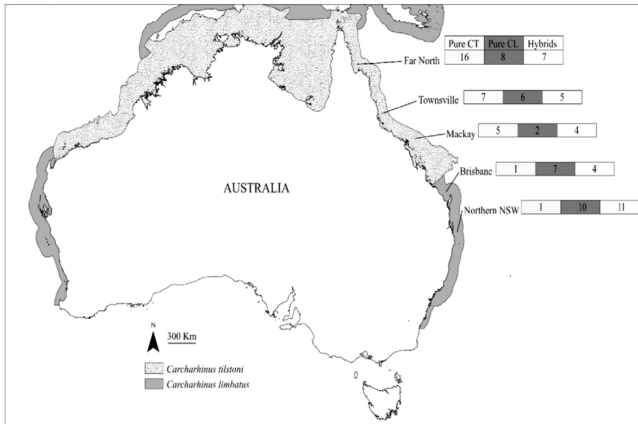 Pure CT Pure CL Hybrids
Far North 16 8 7
Townsville 7 6 5
Mackay 5 2 4
Brisbane 1 7 4
AUSTRALIA
Northern NSW 1 10 11
N
300 Km
Carcharhinus tilstoni
Carcharhinus limbatus